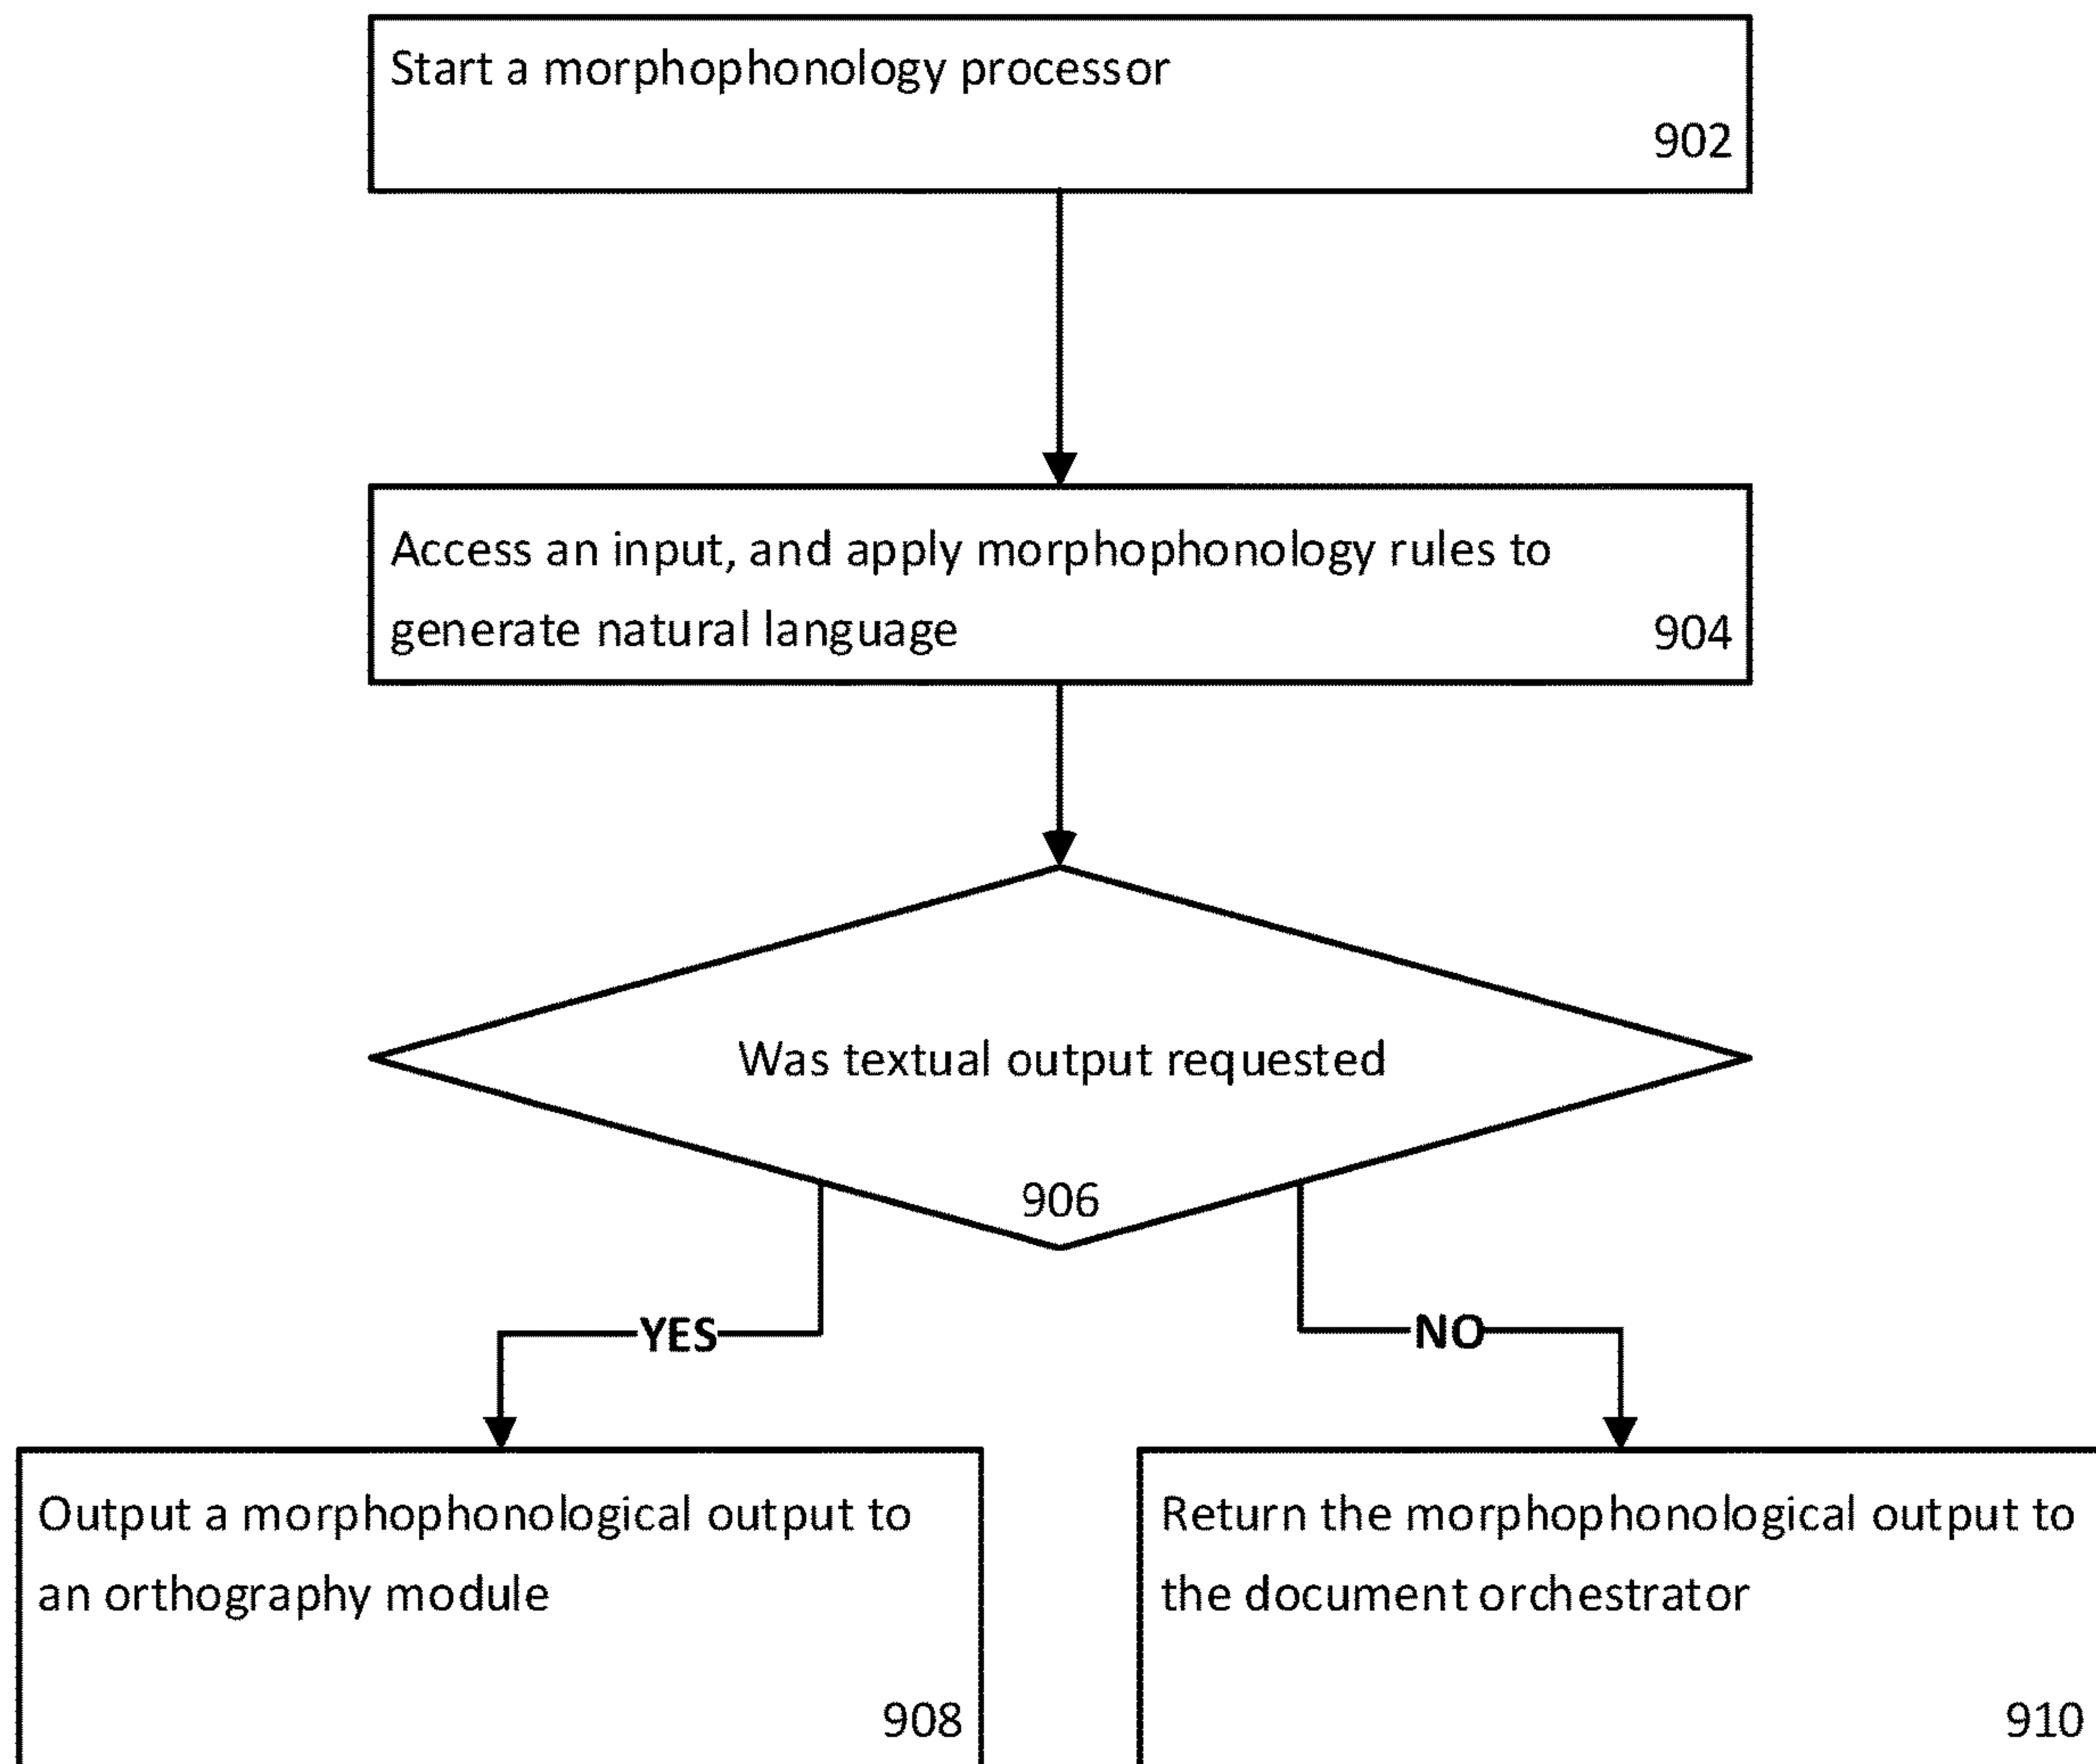 Start a morphophonology processor
902
Access an input, and apply morphophonology rules to
generate natural language
904
Was textual output requested
906
YES
NO
Output a morphophonological output to
an orthography module
908
Return the morphophonological output to
the document orchestrator
910